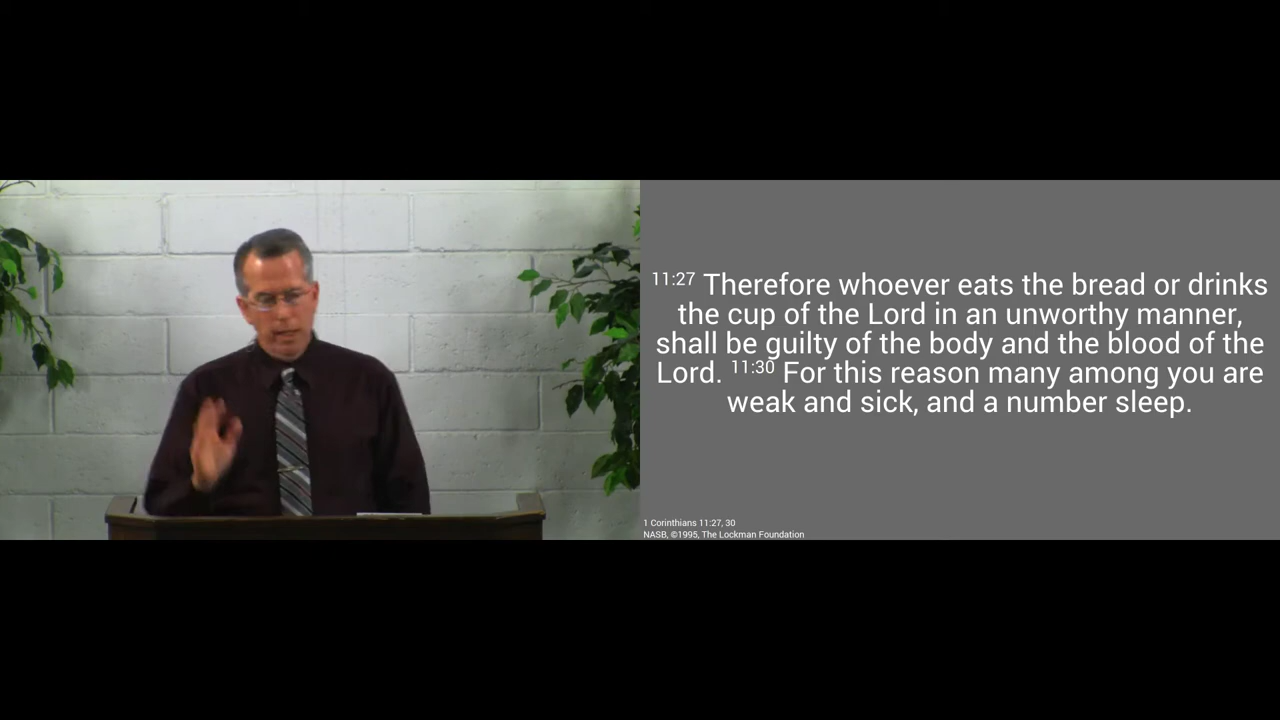 11:27 Therefore whoever eats the bread or drinks
the cup of the Lord in an unworthy manner,
shall be guilty of the body and the blood of the
Lord. 11:30 For this reason many among you are
weak and sick, and a number sleep.
1 Corinthians 11:27, 30
NASB, ©1995, The Lockman Foundation